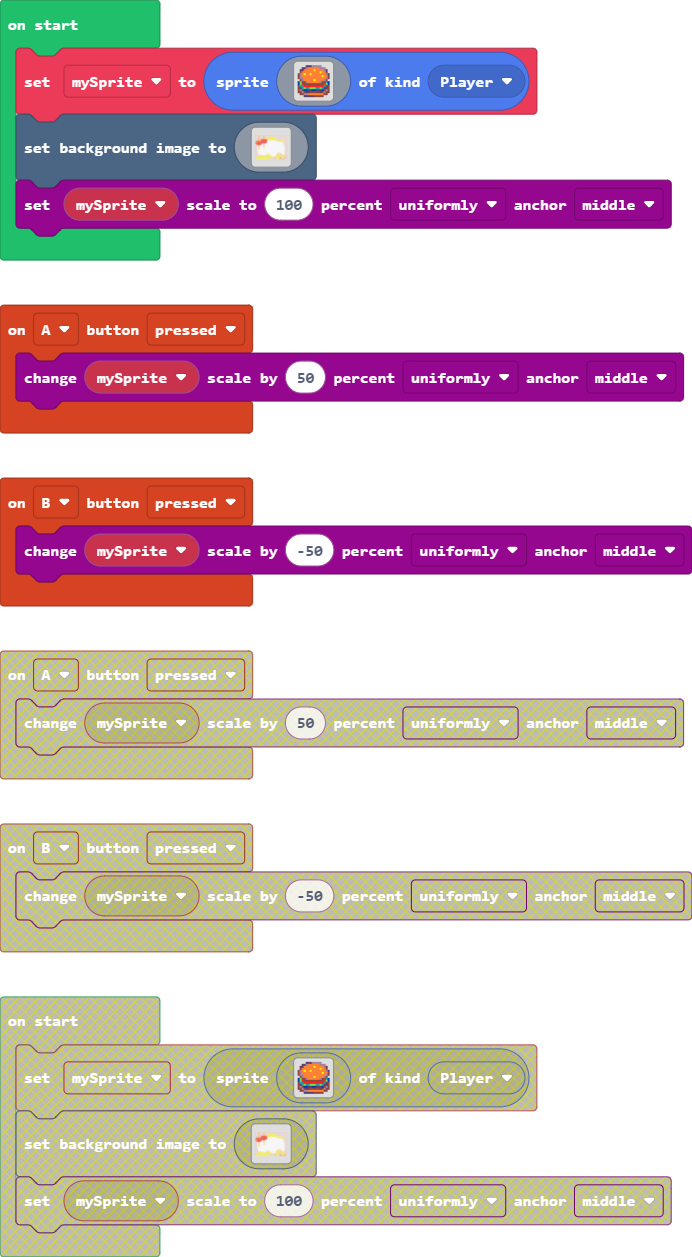 on start
set mySprite to sprite of kind Player
set background image to
set mySprite scale to 100 percent uniformly anchor middle
on A button pressed
change mySprite scale by 50 percent uniformly anchor middle
on B button pressed
change mySprite scale by -50 percent uniformly anchor middle
on A button pressed
change mySprite scale by 50 percent uniformly anchor middle
on B button pressed
change mySprite scale by -50 percent uniformly anchor middle
on start
set mySprite to sprite of kind Player
set background image to
set mySprite scale to 100 percent uniformly anchor middle